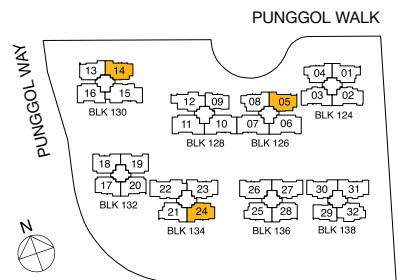 PUNGGOL WALK
PUNGGOL WAY
13 14
16 15
BLK 130
12 09
11 10
BLK 128
08 05
07 06
BLK 126
04 01
03 02
BLK 124
18 19
17 20
BLK 132
22 23
21 24
BLK 134
26 27
25 28
BLK 136
30 31
29 32
BLK 138
N